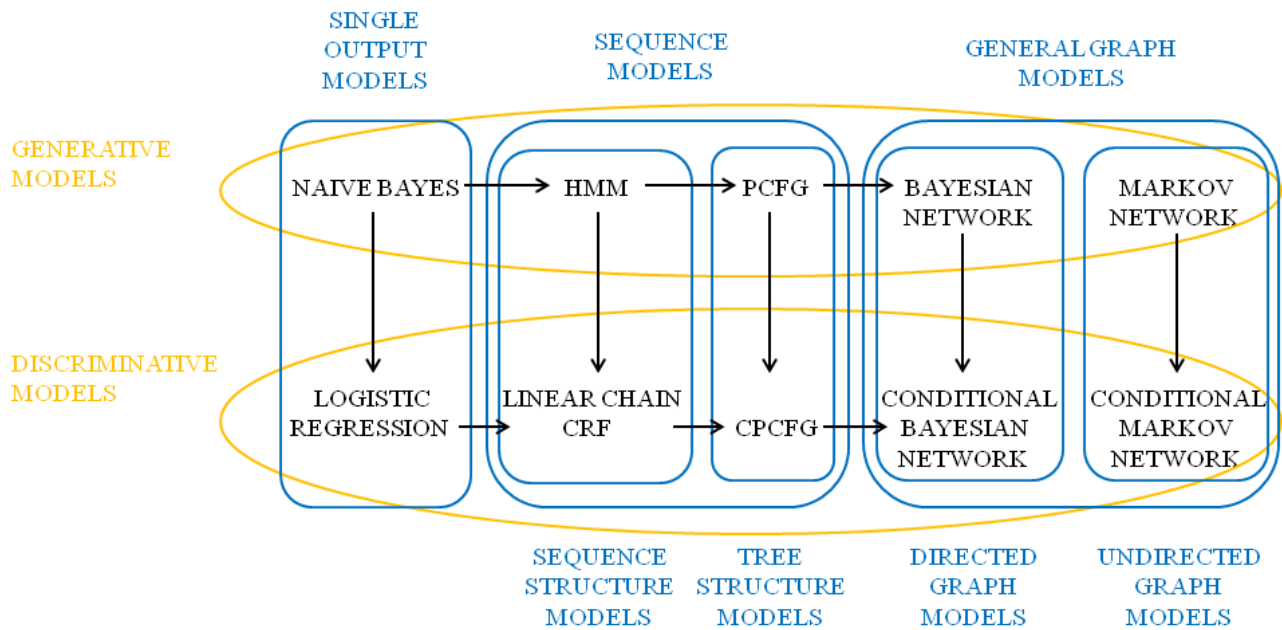 SINGLE
OUTPUT
MODELS
SEQUENCE
MODELS
GENERAL GRAPH
MODELS
GENERATIVE
MODELS
NAIVE BAYES
HMM
PCFG
BAYESIAN
NETWORK
MARKOV
NETWORK
DISCRIMINATIVE
MODELS
LOGISTIC
REGRESSION
LINEAR CHAIN
CRF
CPCFG
CONDITIONAL
BAYESIAN
NETWORK
CONDITIONAL
MARKOV
NETWORK
SEQUENCE
STRUCTURE
MODELS
TREE
STRUCTURE
MODELS
DIRECTED
GRAPH
MODELS
UNDIRECTED
GRAPH
MODELS